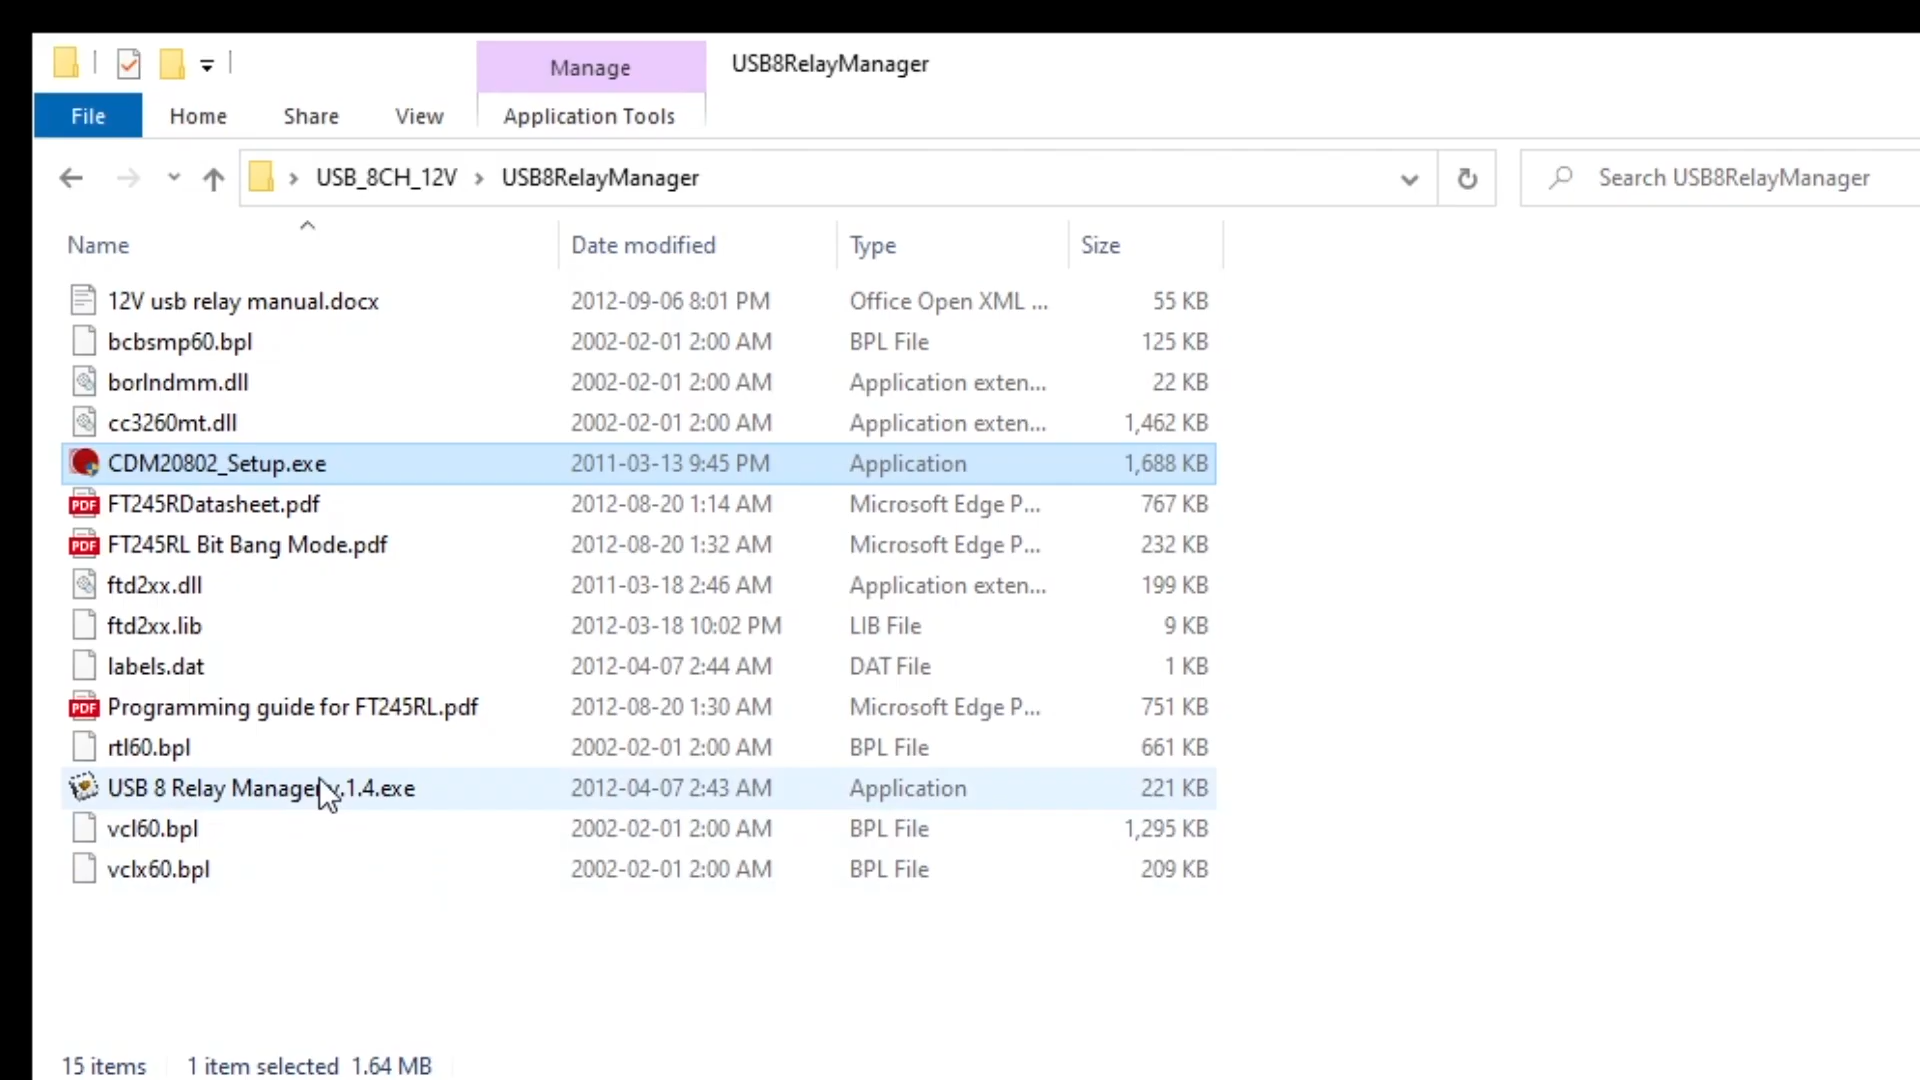 Manage USB8RelayManager
File Home Share View Application Tools
USB_8CH_12V USB8RelayManager Search USB8RelayManager
Name Date modified Type Size
12V usb relay manual.docx 2012-09-06 8:01 PM Office Open XML ... 55 KB
bcbsmp60.bpl 2002-02-01 2:00 AM BPL File 125 KB
borlndmm.dll 2002-02-01 2:00 AM Application exten... 22 KB
cc3260mt.dll 2002-02-01 2:00 AM Application exten... 1,462 KB
CDM20802_Setup.exe 2011-03-13 9:45 PM Application 1,688 KB
PDF FT245RDatasheet.pdf 2012-08-20 1:14 AM Microsoft Edge P... 767 KB
PDF FT245RL Bit Bang Mode.pdf 2012-08-20 1:32 AM Microsoft Edge P... 232 KB
ftd2xx.dll 2011-03-18 2:46 AM Application exten... 199 KB
ftd2xx.lib 2012-03-18 10:02 PM LIB File 9 KB
labels.dat 2012-04-07 2:44 AM DAT File 1 KB
PDF Programming guide for FT245RL.pdf 2012-08-20 1:30 AM Microsoft Edge P... 751 KB
rtl60.bpl 2002-02-01 2:00 AM BPL File 661 KB
USB 8 Relay Manager v.1.4.exe 2012-04-07 2:43 AM Application 221 KB
vcl60.bpl 2002-02-01 2:00 AM BPL File 1,295 KB
vclx60.bpl 2002-02-01 2:00 AM BPL File 209 KB
15 items 1 item selected 1.64 MB